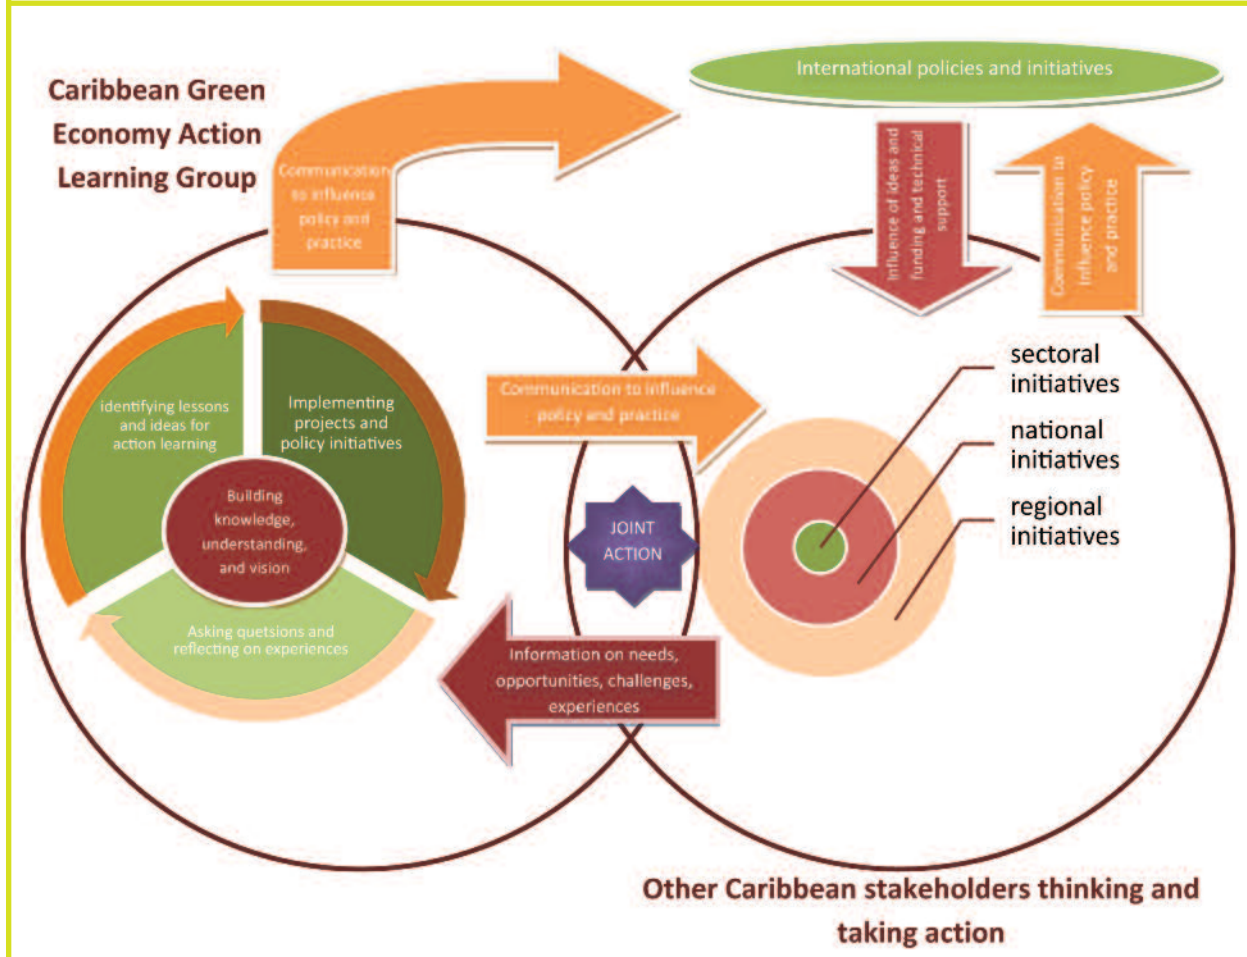 Caribbean Green
Economy Action
Learning Group
International policies and initiatives
Communication
to influence
policy and
practice
Influence of ideas and
funding and technical
support
Communication to
influence policy
and practice
identifying lessons
and ideas for
action learning
Implementing
projects and
policy initiatives
Building
knowledge,
understanding,
and vision
Asking quetsions and
reflecting on experiences
Communication to influence
policy and practice
JOINT
ACTION
Information on needs,
opportunities, challenges,
experiences
sectoral
initiatives
national
initiatives
regional
initiatives
Other Caribbean stakeholders thinking and
taking action